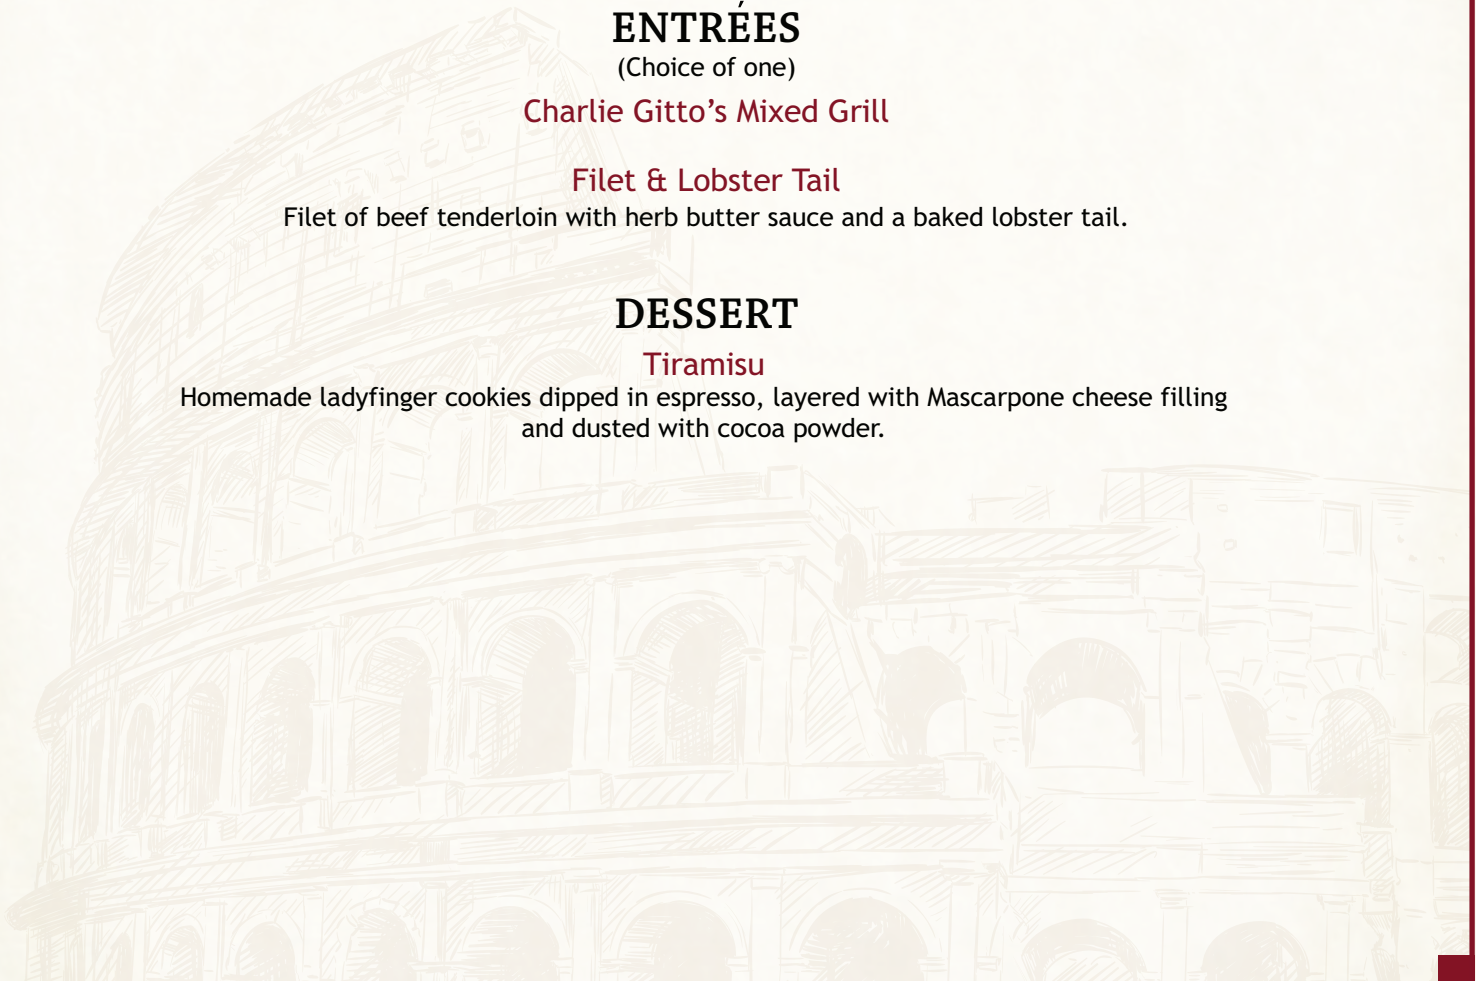 ENTRÉES
(Choice of one)
Charlie Gitto’s Mixed Grill
Filet & Lobster Tail
Filet of beef tenderloin with herb butter sauce and a baked lobster tail.
DESSERT
Tiramisu
Homemade ladyfinger cookies dipped in espresso, layered with Mascarpone cheese filling
and dusted with cocoa powder.